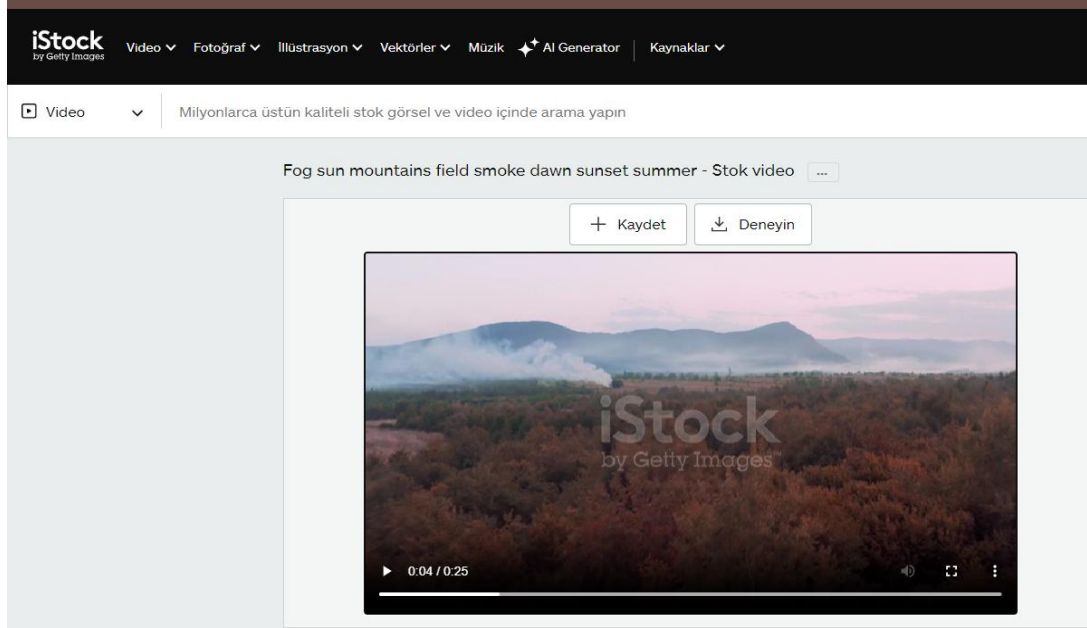 iStock
by Getty Images
Video Fotoğraf İllüstrasyon Vektörler Müzik AI Generator Kaynaklar
Video Milyonlarca üstün kaliteli stok görsel ve video içinde arama yapın
Fog sun mountains field smoke dawn sunset summer - Stok video ...
Kaydet Deneyin
iStock
by Getty Images™
0:04 / 0:25